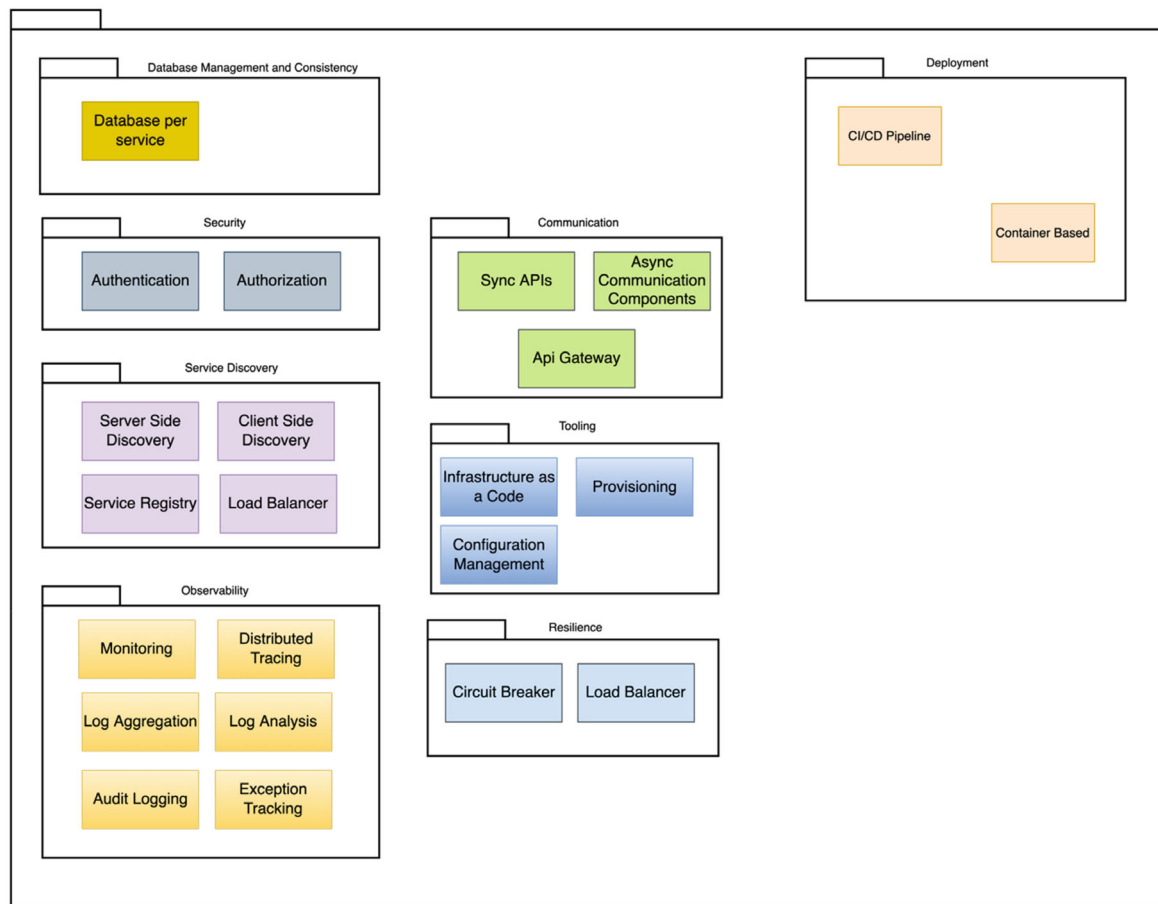 Database Management and Consistency
Database per
service
Security
Authentication
Authorization
Service Discovery
Server Side
Discovery
Client Side
Discovery
Service Registry
Load Balancer
Observability
Monitoring
Distributed
Tracing
Log Aggregation
Log Analysis
Audit Logging
Exception
Tracking
Communication
Sync APIs
Async
Communication
Components
Api Gateway
Tooling
Infrastructure as
a Code
Provisioning
Configuration
Management
Resilience
Circuit Breaker
Load Balancer
Deployment
CI/CD Pipeline
Container Based